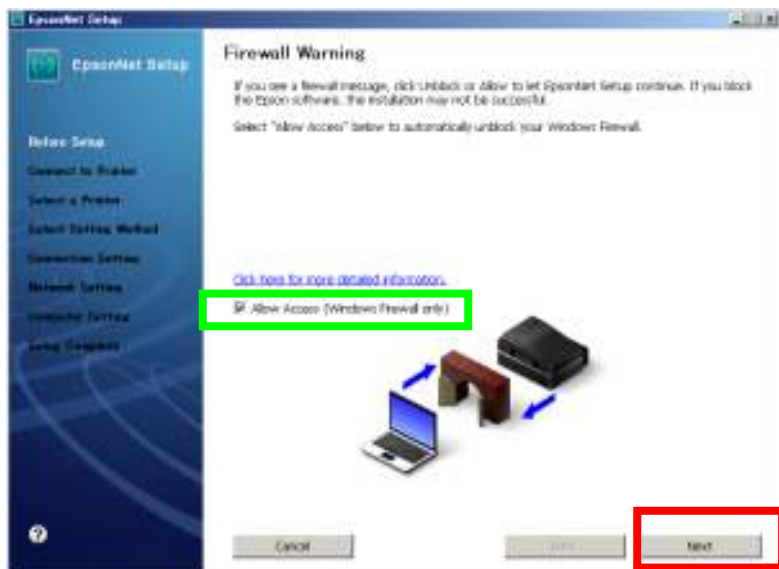 EpsonNet Setup
EpsonNet Setup
Firewall Warning
If you see a firewall message, click Unblock or Allow to let EpsonNet Setup continue. If you block
the Epson software, the installation may not be successful.
Select "Allow Access" below to automatically unblock your Windows Firewall.
Before Setup
Connect to Printer
Select a Printer
Select Setting Method
Connection Setting
Network Setting
Computer Setting
Setup Complete
Click here for more detailed information.
Allow Access (Windows Firewall only)
Cancel
Next